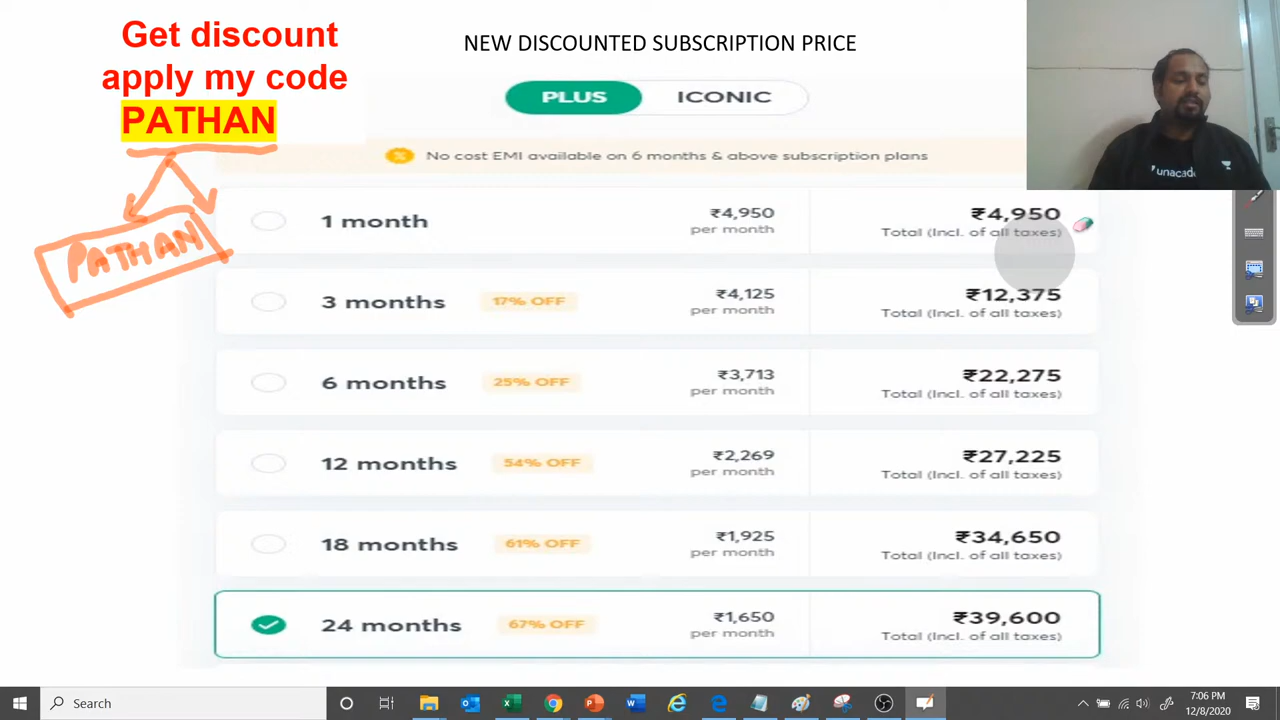 Get discount
apply my code
PATHAN
PATHAN
NEW DISCOUNTED SUBSCRIPTION PRICE
PLUS ICONIC
No cost EMI available on 6 months & above subscription plans
1 month ₹4,950 per month ₹4,950 Total (Incl. of all taxes)
3 months 17% OFF ₹4,125 per month ₹12,375 Total (Incl. of all taxes)
6 months 25% OFF ₹3,713 per month ₹22,275 Total (Incl. of all taxes)
12 months 54% OFF ₹2,269 per month ₹27,225 Total (Incl. of all taxes)
18 months 61% OFF ₹1,925 per month ₹34,650 Total (Incl. of all taxes)
24 months 67% OFF ₹1,650 per month ₹39,600 Total (Incl. of all taxes)
unacade
Search
7:06 PM
12/8/2020